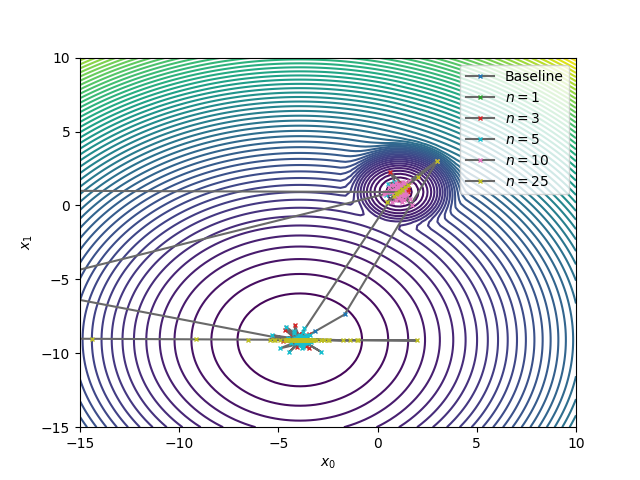 10
5
0
−5
−10
−15
x₁
−15
−10
−5
0
5
10
x₀
Baseline
n = 1
n = 3
n = 5
n = 10
n = 25